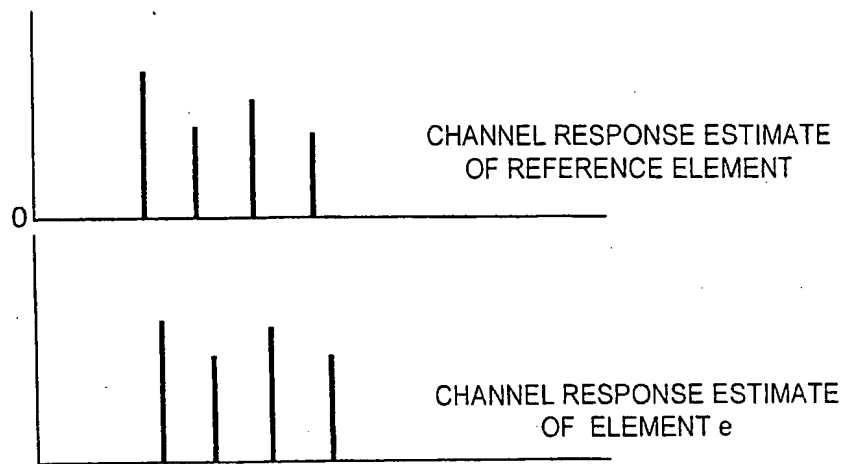 CHANNEL RESPONSE ESTIMATE
OF REFERENCE ELEMENT
0
CHANNEL RESPONSE ESTIMATE
OF ELEMENT e